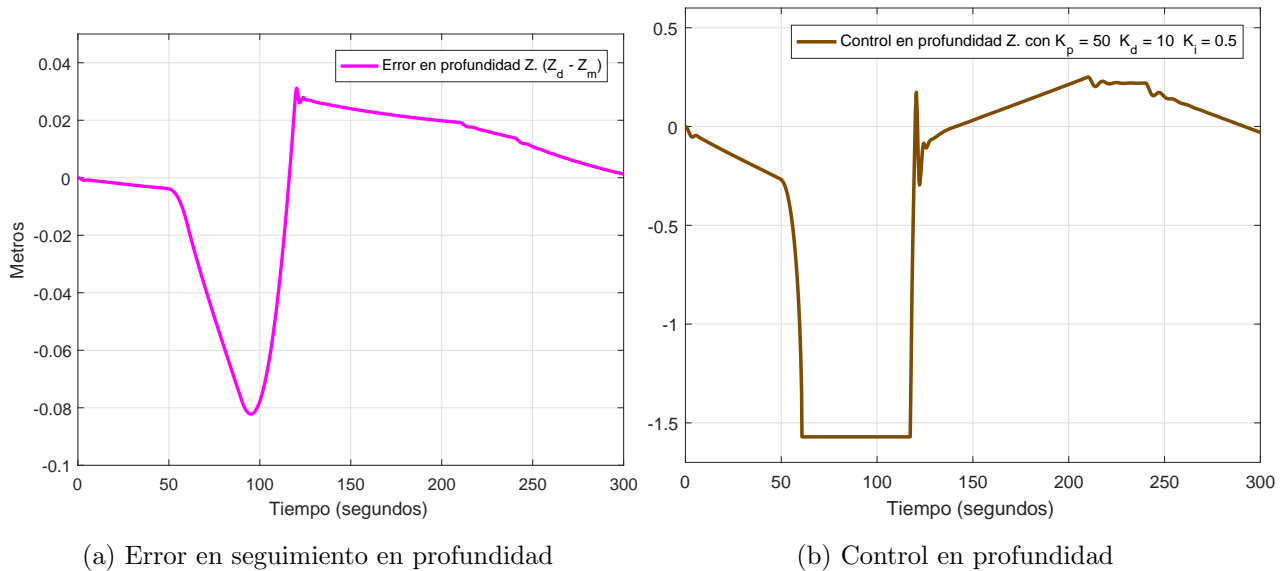 Error en profundidad Z. (Z_d - Z_m)
0.04
0.02
0
-0.02
-0.04
-0.06
-0.08
-0.1
Metros
0 50 100 150 200 250 300
Tiempo (segundos)
(a) Error en seguimiento en profundidad
Control en profundidad Z. con K_p = 50 K_d = 10 K_i = 0.5
0.5
0
-0.5
-1
-1.5
0 50 100 150 200 250 300
Tiempo (segundos)
(b) Control en profundidad